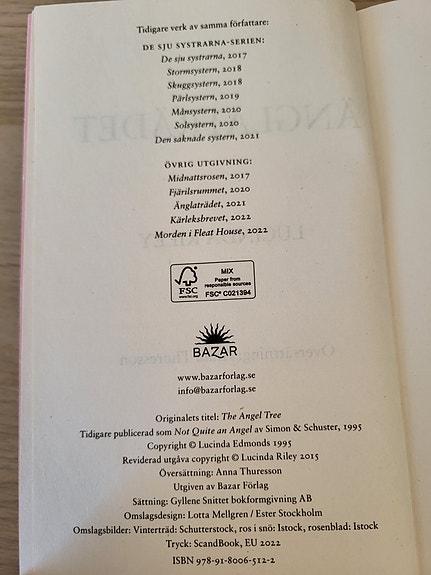 Tidigare verk av samma författare:
DE SJU SYSTRARNA-SERIEN:
De sju systrarna, 2017
Stormsystern, 2018
Skuggsystern, 2018
Pärlsystern, 2019
Månsystern, 2020
Solsystern, 2020
Den saknade systern, 2021
ÖVRIG UTGIVNING:
Midnattsrosen, 2017
Fjärilsrummet, 2020
Änglaträdet, 2021
Kärleksbrevet, 2022
Morden i Fleat House, 2022
FSC
www.fsc.org
MIX
Paper from
responsible sources
FSC® C021394
BAZAR
www.bazarforlag.se
info@bazarforlag.se
Originalets titel: The Angel Tree
Tidigare publicerad som Not Quite an Angel av Simon & Schuster, 1995
Copyright © Lucinda Edmonds 1995
Reviderad utgåva copyright © Lucinda Riley 2015
Översättning: Anna Thuresson
Utgiven av Bazar Förlag
Sättning: Gyllene Snittet bokformgivning AB
Omslagsdesign: Lotta Mellgren / Ester Stockholm
Omslagsbilder: Vinterträd: Schutterstock, ros i snö: Istock, rosenblad: Istock
Tryck: ScandBook, EU 2022
ISBN 978-91-8006-512-2